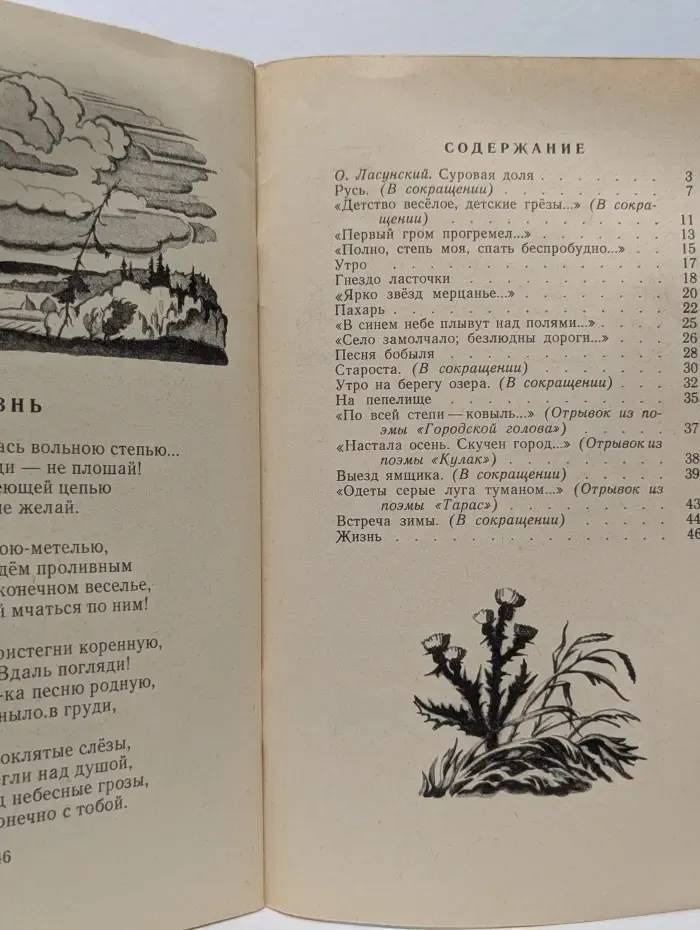 знь
ась вольною степью...
ди — не плошай!
еющей цепью
не желай.
ою-метелью,
дём проливным
конечном веселье,
й мчаться по ним!
ристегни коренную,
Вдаль погляди!
-ка песню родную,
ныло.в груди,
оклятые слёзы,
егли над душой,
д небесные грозы,
онечно с тобой.
46
СОДЕРЖАНИЕ
О. Ласунский. Суровая доля . . . . . . . 3
Русь. (В сокращении) . . . . . . . . 7
«Детство весёлое, детские грёзы...» (В сокра-
щении) . . . . . . . . . . 11
«Первый гром прогремел...» . . . . . . 13
«Полно, степь моя, спать беспробудно...» . . 15
Утро . . . . . . . . . . . . 17
Гнездо ласточки . . . . . . . . . 18
«Ярко звёзд мерцанье...» . . . . . . . 20
Пахарь . . . . . . . . . . . 22
«В синем небе плывут над полями...» . . . . 25
«Село замолчало; безлюдны дороги...» . . . 26
Песня бобыля . . . . . . . . . . 28
Староста. (В сокращении) . . . . . . . 30
Утро на берегу озера. (В сокращении) . . . 32
На пепелище . . . . . . . . . . 35
«По всей степи — ковыль...» (Отрывок из по-
эмы «Городской голова») . . . . . . 37
«Настала осень. Скучен город...» (Отрывок из
поэмы «Кулак») . . . . . . . . 38
Выезд ямщика. (В сокращении) . . . . . 39
«Одеты серые луга туманом...» (Отрывок из
поэмы «Тарас») . . . . . . . . 43
Встреча зимы. (В сокращении) . . . . . 44
Жизнь . . . . . . . . . . . . 46